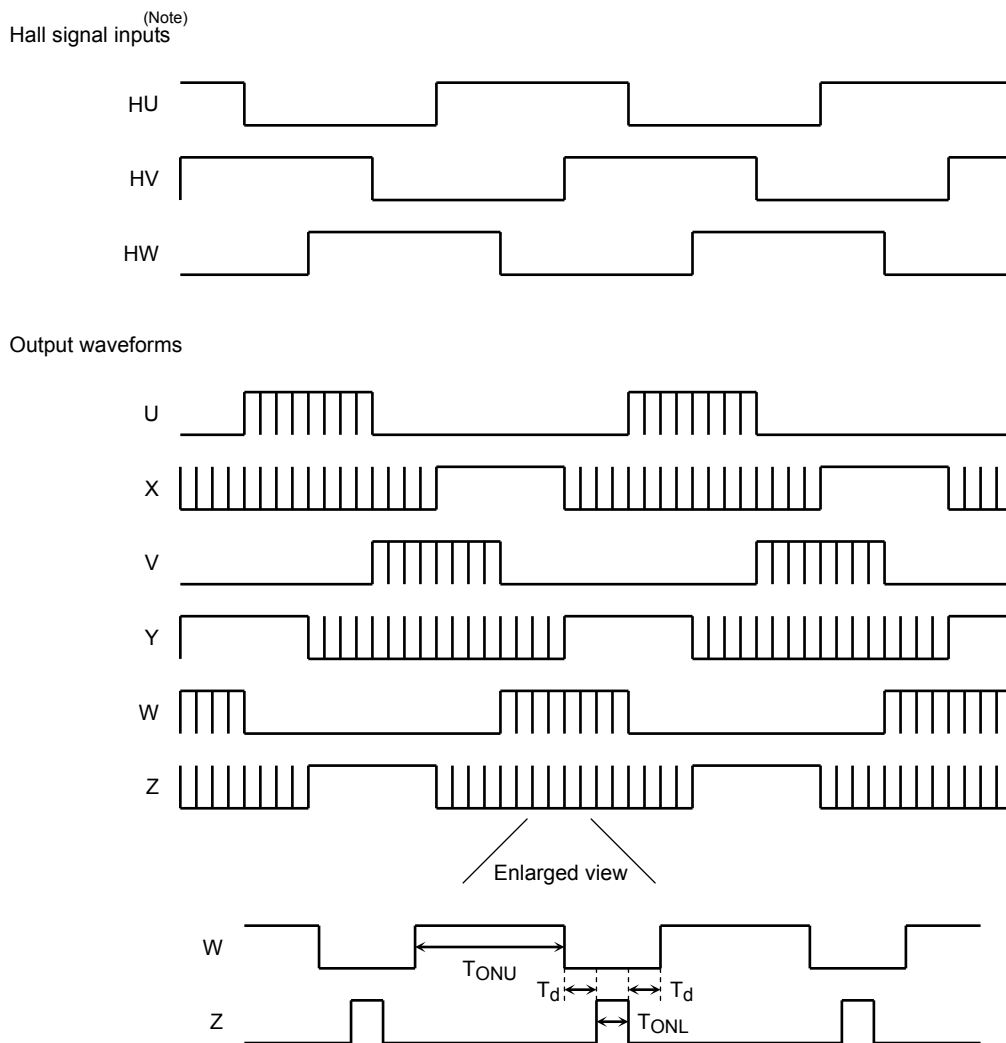 (Note)
Hall signal inputs
HU
HV
HW
Output waveforms
U
X
V
Y
W
Z
Enlarged view
W
TONU
Td
Td
Z
TONL